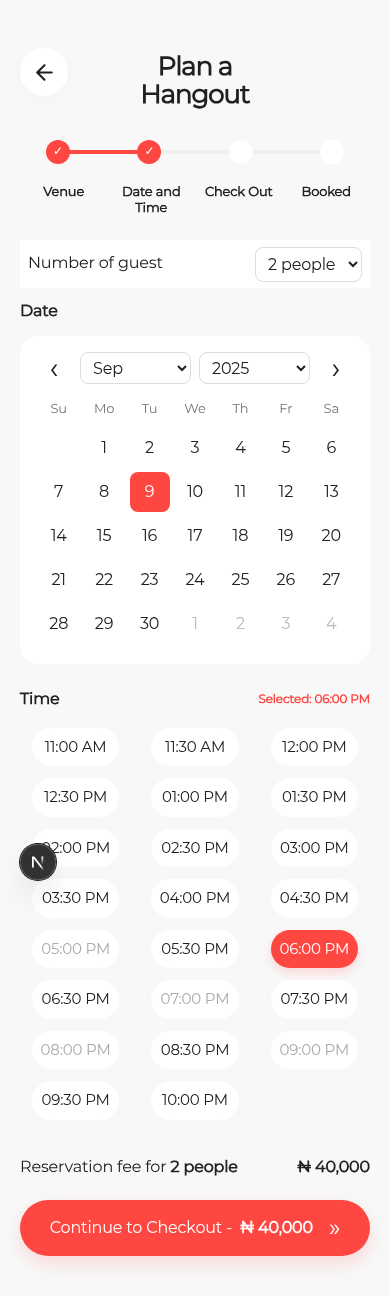 Plan a
Hangout
✓ ✓
Venue Date and Check Out Booked
Time
Number of guest 2 people
Date
‹ Sep 2025 ›
Su Mo Tu We Th Fr Sa
1 2 3 4 5 6
7 8 9 10 11 12 13
14 15 16 17 18 19 20
21 22 23 24 25 26 27
28 29 30 1 2 3 4
Time Selected: 06:00 PM
11:00 AM 11:30 AM 12:00 PM
12:30 PM 01:00 PM 01:30 PM
02:00 PM 02:30 PM 03:00 PM
N
03:30 PM 04:00 PM 04:30 PM
05:00 PM 05:30 PM 06:00 PM
06:30 PM 07:00 PM 07:30 PM
08:00 PM 08:30 PM 09:00 PM
09:30 PM 10:00 PM
Reservation fee for 2 people ₦ 40,000
Continue to Checkout - ₦ 40,000 »